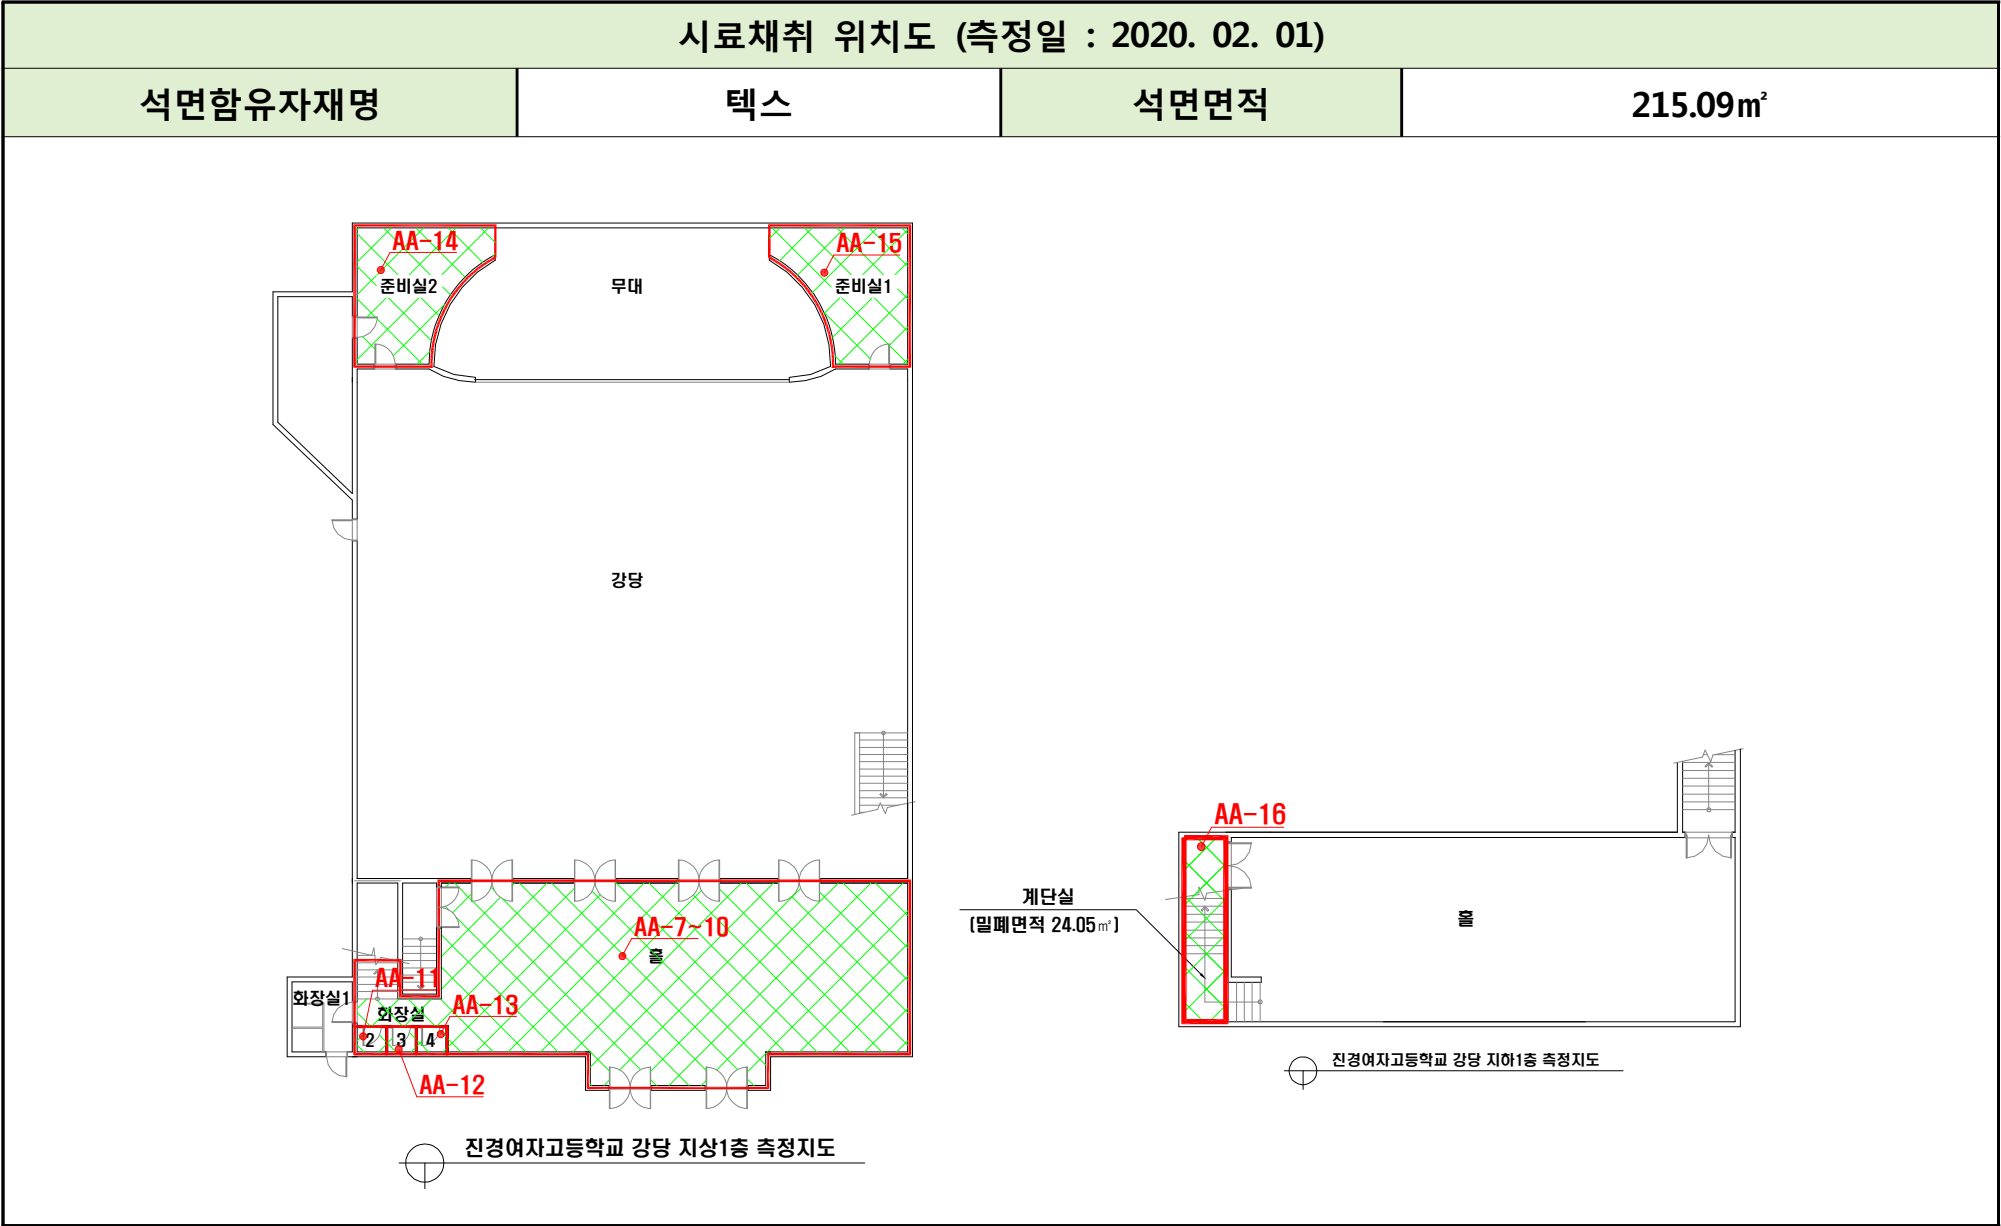 시료채취 위치도 (측정일 : 2020. 02. 01)
석면함유자재명 텍스 석면면적 215.09㎡
AA-14
준비실2
무대
AA-15
준비실1
강당
AA-7~10
홀
AA-11
화장실1
화장실
AA-13
2 3 4
AA-12
진경여자고등학교 강당 지상1층 측정지도
AA-16
계단실
(밀폐면적 24.05㎡)
홀
진경여자고등학교 강당 지하1층 측정지도